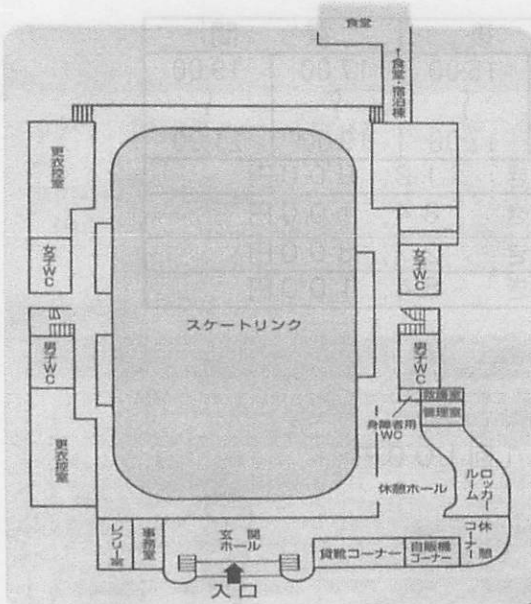 食堂
↑食堂・宿泊棟
更衣控室
女子WC
女子WC
スケートリンク
男子WC
男子WC
救護室
管理室
身障者用
WC
更衣控室
ロッカー
ルーム
休憩ホール
休憩
コーナー
レフリー室
事務室
玄関
ホール
貸靴コーナー
自販機
コーナー
入口